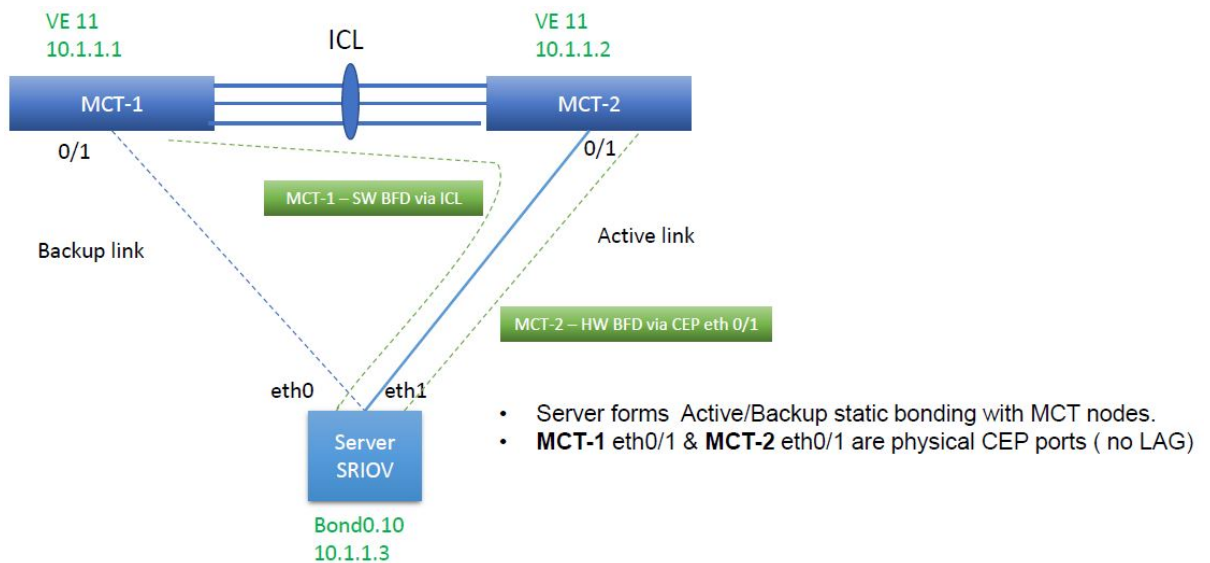 VE 11
10.1.1.1
ICL
VE 11
10.1.1.2
MCT-1
MCT-2
0/1
0/1
MCT-1 – SW BFD via ICL
Backup link
Active link
MCT-2 – HW BFD via CEP eth 0/1
eth0
eth1
• Server forms Active/Backup static bonding with MCT nodes.
• MCT-1 eth0/1 & MCT-2 eth0/1 are physical CEP ports ( no LAG)
Server
SRIOV
Bond0.10
10.1.1.3